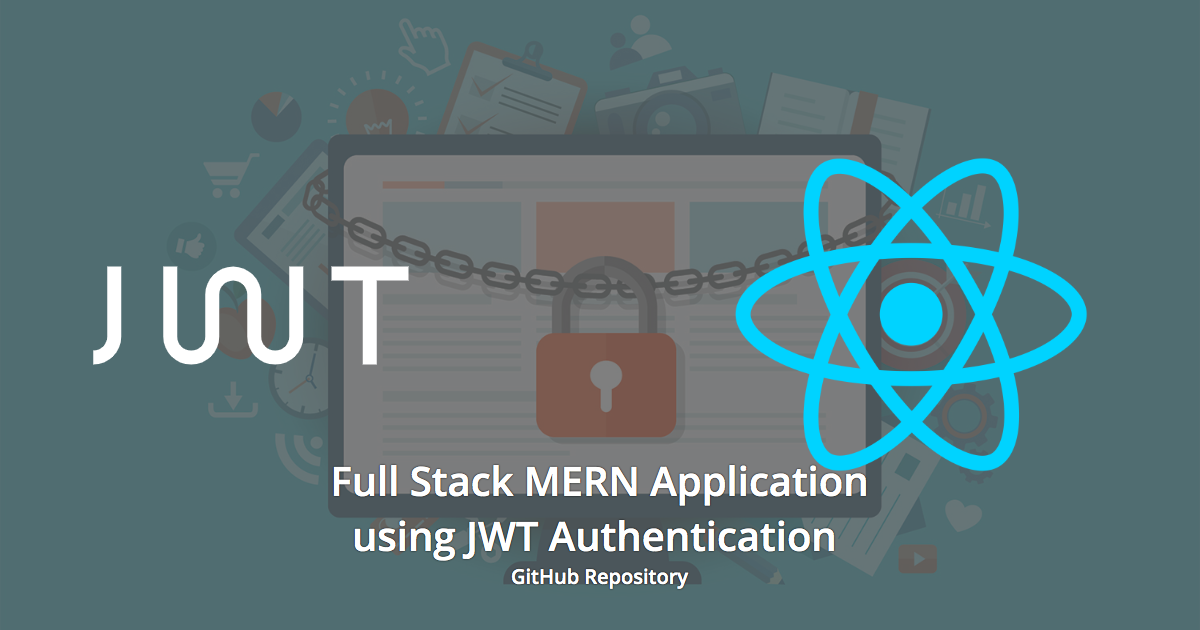 JWT
Full Stack MERN Application
using JWT Authentication
GitHub Repository